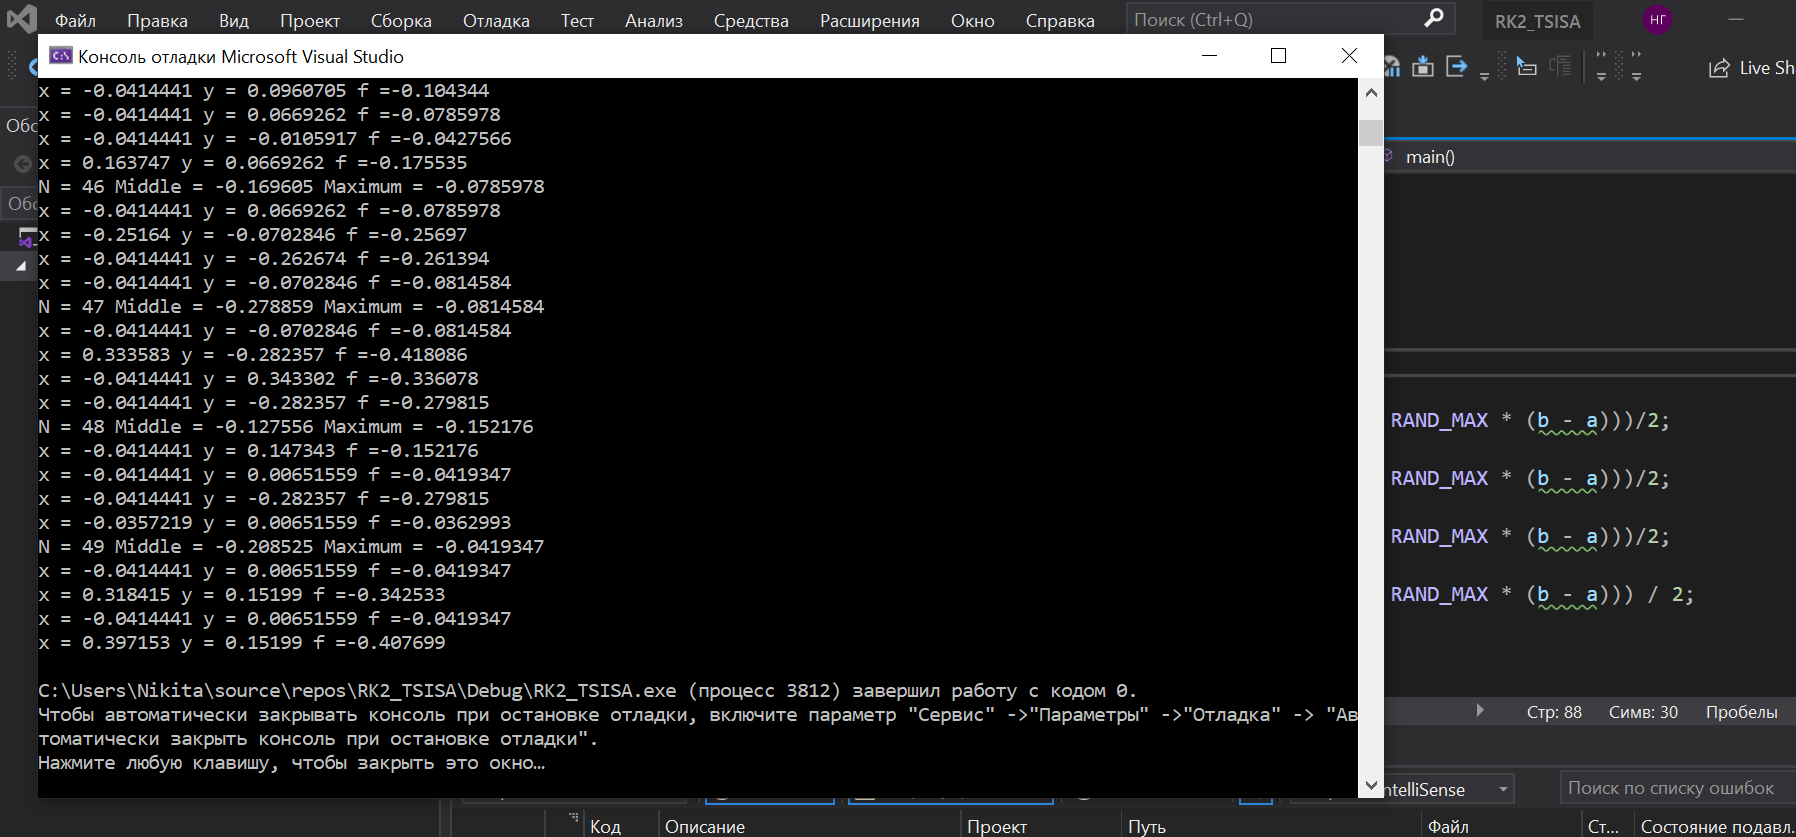 Файл Правка Вид Проект Сборка Отладка Тест Анализ Средства Расширения Окно Справка Поиск (Ctrl+Q) RK2_TSISA НГ
Консоль отладки Microsoft Visual Studio
Live Sh
main()
x = -0.0414441 y = 0.0960705 f =-0.104344
x = -0.0414441 y = 0.0669262 f =-0.0785978
x = -0.0414441 y = -0.0105917 f =-0.0427566
x = 0.163747 y = 0.0669262 f =-0.175535
N = 46 Middle = -0.169605 Maximum = -0.0785978
x = -0.0414441 y = 0.0669262 f =-0.0785978
x = -0.25164 y = -0.0702846 f =-0.25697
x = -0.0414441 y = -0.262674 f =-0.261394
x = -0.0414441 y = -0.0702846 f =-0.0814584
N = 47 Middle = -0.278859 Maximum = -0.0814584
x = -0.0414441 y = -0.0702846 f =-0.0814584
x = 0.333583 y = -0.282357 f =-0.418086
x = -0.0414441 y = 0.343302 f =-0.336078
x = -0.0414441 y = -0.282357 f =-0.279815
N = 48 Middle = -0.127556 Maximum = -0.152176
x = -0.0414441 y = 0.147343 f =-0.152176
x = -0.0414441 y = 0.00651559 f =-0.0419347
x = -0.0414441 y = -0.282357 f =-0.279815
x = -0.0357219 y = 0.00651559 f =-0.0362993
N = 49 Middle = -0.208525 Maximum = -0.0419347
x = -0.0414441 y = 0.00651559 f =-0.0419347
x = 0.318415 y = 0.15199 f =-0.342533
x = -0.0414441 y = 0.00651559 f =-0.0419347
x = 0.397153 y = 0.15199 f =-0.407699
C:\Users\Nikita\source\repos\RK2_TSISA\Debug\RK2_TSISA.exe (процесс 3812) завершил работу с кодом 0.
Чтобы автоматически закрывать консоль при остановке отладки, включите параметр "Сервис" ->"Параметры" ->"Отладка" -> "Ав
томатически закрыть консоль при остановке отладки".
Нажмите любую клавишу, чтобы закрыть это окно…
RAND_MAX * (b - a)))/2;
RAND_MAX * (b - a)))/2;
RAND_MAX * (b - a)))/2;
RAND_MAX * (b - a))) / 2;
Стр: 88 Симв: 30 Пробелы
ntelliSense Поиск по списку ошибок
Код Описание Проект Путь Файл Ст... Состояние подавл.